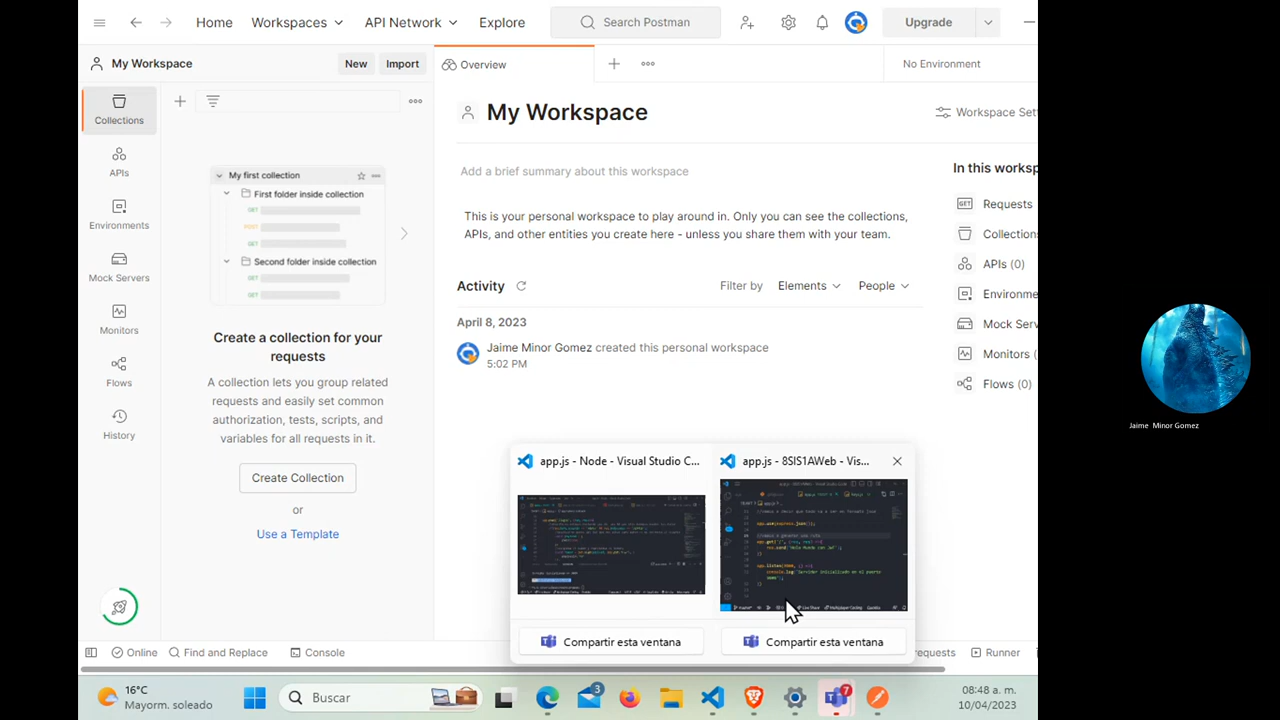 Home
Workspaces
API Network
Explore
Search Postman
Upgrade
My Workspace
New
Import
Overview
No Environment
Collections
APIs
Environments
Mock Servers
Monitors
Flows
History
My first collection
First folder inside collection
GET
POST
GET
Second folder inside collection
GET
GET
Create a collection for your
requests
A collection lets you group related
requests and easily set common
authorization, tests, scripts, and
variables for all requests in it.
Create Collection
or
Use a Template
My Workspace
Workspace Set
Add a brief summary about this workspace
This is your personal workspace to play around in. Only you can see the collections,
APIs, and other entities you create here - unless you share them with your team.
Activity
Filter by
Elements
People
April 8, 2023
Jaime Minor Gomez created this personal workspace
5:02 PM
In this worksp
GET Requests
Collection
APIs (0)
Environme
Mock Serv
Monitors (
Flows (0)
app.js - Node - Visual Studio C...
app.js - 8SIS1AWeb - Vis...
Compartir esta ventana
Compartir esta ventana
Online
Find and Replace
Console
equests
Runner
16°C
Mayorm. soleado
Buscar
3
7
08:48 a. m.
10/04/2023
Jaime Minor Gomez